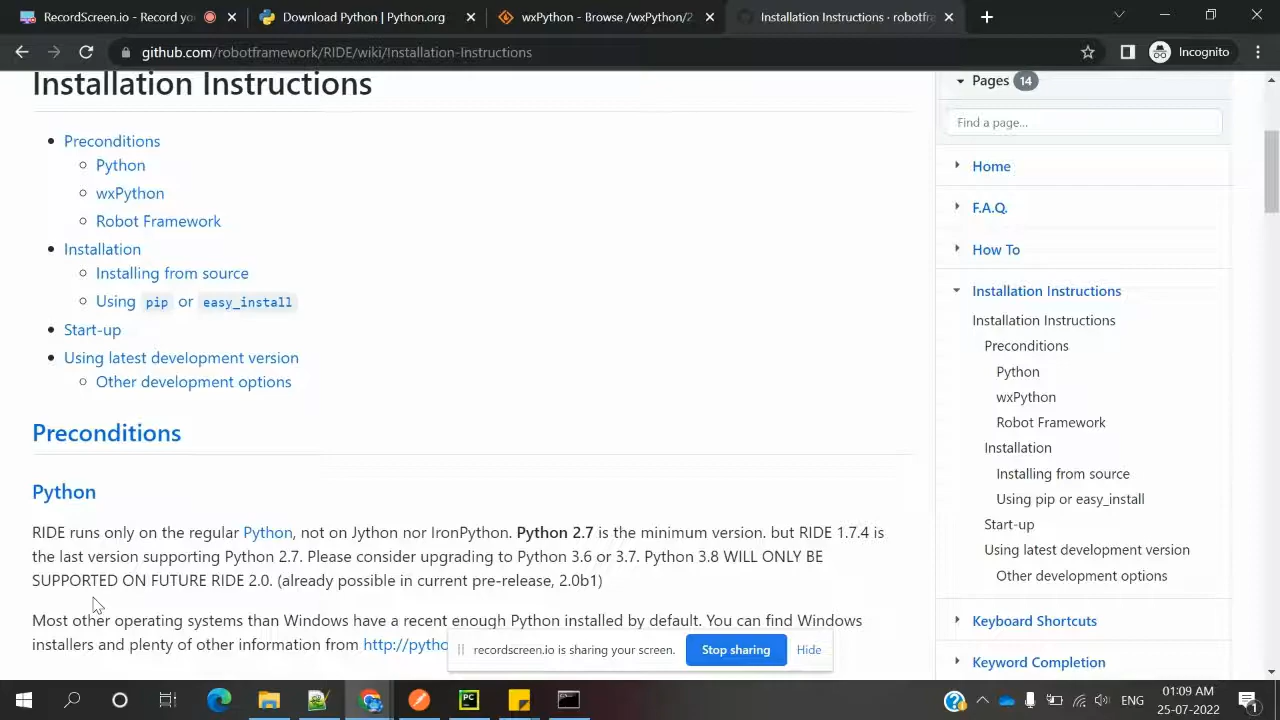 RecordScreen.io - Record yo
Download Python | Python.org
wxPython - Browse /wxPython/2
Installation Instructions · robotfra
github.com/robotframework/RIDE/wiki/Installation-Instructions
Incognito
Installation Instructions
Preconditions
Python
wxPython
Robot Framework
Installation
Installing from source
Using pip or easy_install
Start-up
Using latest development version
Other development options
Preconditions
Python
RIDE runs only on the regular Python, not on Jython nor IronPython. Python 2.7 is the minimum version. but RIDE 1.7.4 is
the last version supporting Python 2.7. Please consider upgrading to Python 3.6 or 3.7. Python 3.8 WILL ONLY BE
SUPPORTED ON FUTURE RIDE 2.0. (already possible in current pre-release, 2.0b1)
Most other operating systems than Windows have a recent enough Python installed by default. You can find Windows
installers and plenty of other information from http://pytho
Pages 14
Find a page...
Home
F.A.Q.
How To
Installation Instructions
Installation Instructions
Preconditions
Python
wxPython
Robot Framework
Installation
Installing from source
Using pip or easy_install
Start-up
Using latest development version
Other development options
Keyboard Shortcuts
Keyword Completion
recordscreen.io is sharing your screen.
Stop sharing
Hide
PC
ENG
01:09 AM
25-07-2022
1